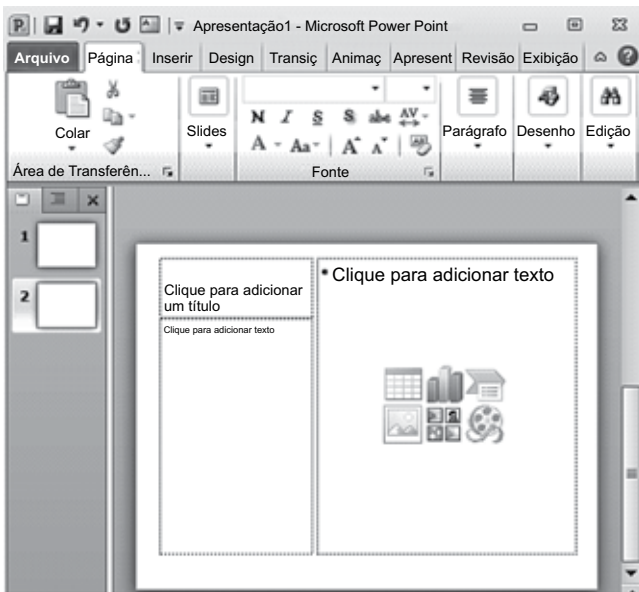 Apresentação1 - Microsoft Power Point
Arquivo Página Inserir Design Transiç Animaç Apresent Revisão Exibição
N I S S abc AV
Colar Slides Parágrafo Desenho Edição
A Aa A A
Área de Transferên... Fonte
1
2
Clique para adicionar
um título
Clique para adicionar texto
• Clique para adicionar texto